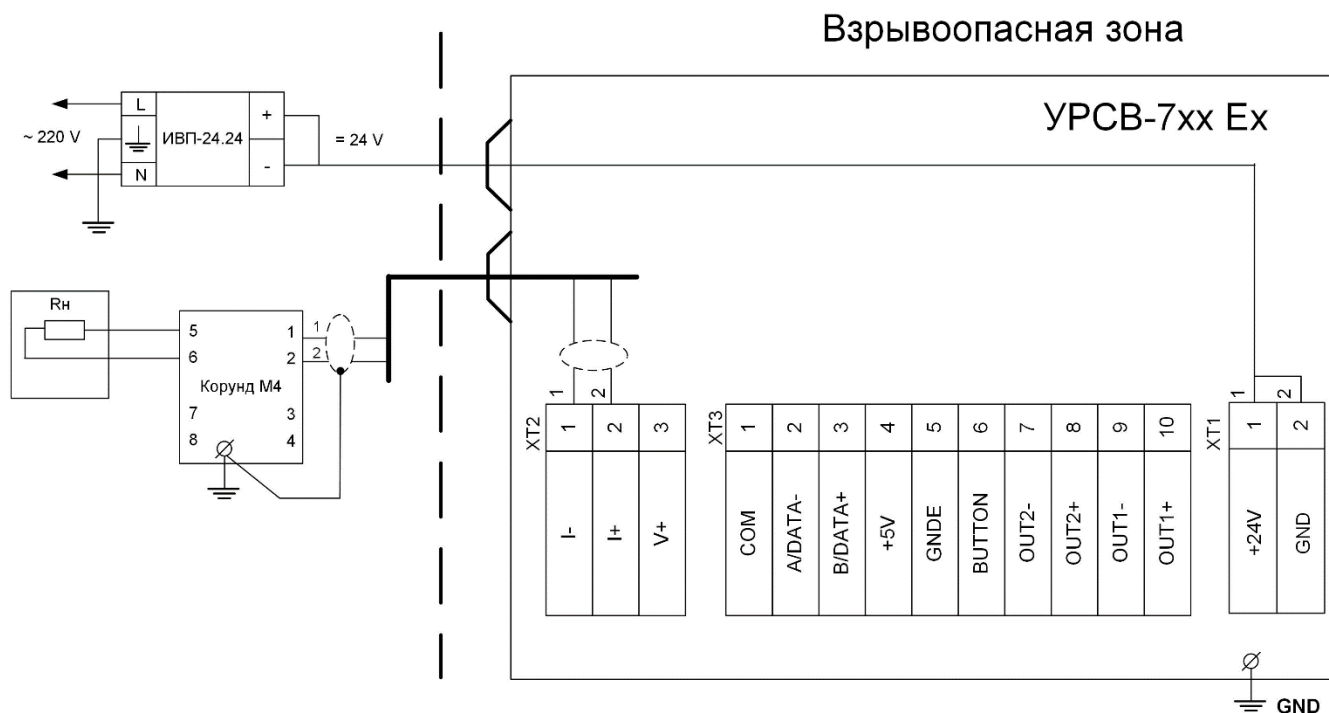 Взрывоопасная зона
УРСВ-7хх Ех
L
N
~ 220 V
ИВП-24.24
+
-
= 24 V
Rн
5
6
7
8
1
2
3
4
Корунд М4
1
2
1
2
XT2
1
2
3
I-
I+
V+
XT3
1
2
3
4
5
6
7
8
9
10
COM
A/DATA-
B/DATA+
+5V
GNDE
BUTTON
OUT2-
OUT2+
OUT1-
OUT1+
1
2
XT1
1
2
+24V
GND
GND